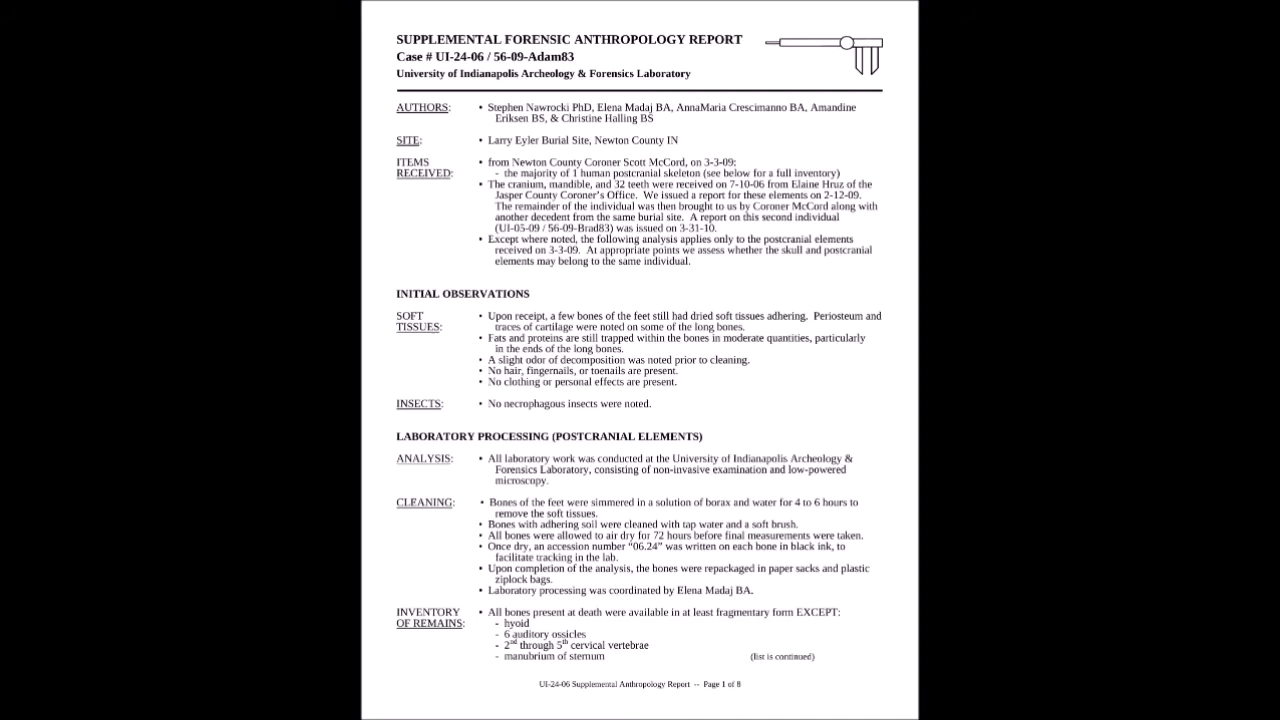 SUPPLEMENTAL FORENSIC ANTHROPOLOGY REPORT
Case # UI-24-06 / 56-09-Adam83
University of Indianapolis Archeology & Forensics Laboratory
AUTHORS: • Stephen Nawrocki PhD, Elena Madaj BA, AnnaMaria Crescimanno BA, Amandine
Eriksen BS, & Christine Halling BS
SITE: • Larry Eyler Burial Site, Newton County IN
ITEMS • from Newton County Coroner Scott McCord, on 3-3-09:
RECEIVED: - the majority of 1 human postcranial skeleton (see below for a full inventory)
• The cranium, mandible, and 32 teeth were received on 7-10-06 from Elaine Hruz of the
Jasper County Coroner's Office. We issued a report for these elements on 2-12-09.
The remainder of the individual was then brought to us by Coroner McCord along with
another decedent from the same burial site. A report on this second individual
(UI-05-09 / 56-09-Brad83) was issued on 3-31-10.
• Except where noted, the following analysis applies only to the postcranial elements
received on 3-3-09. At appropriate points we assess whether the skull and postcranial
elements may belong to the same individual.
INITIAL OBSERVATIONS
SOFT • Upon receipt, a few bones of the feet still had dried soft tissues adhering. Periosteum and
TISSUES: traces of cartilage were noted on some of the long bones.
• Fats and proteins are still trapped within the bones in moderate quantities, particularly
in the ends of the long bones.
• A slight odor of decomposition was noted prior to cleaning.
• No hair, fingernails, or toenails are present.
• No clothing or personal effects are present.
INSECTS: • No necrophagous insects were noted.
LABORATORY PROCESSING (POSTCRANIAL ELEMENTS)
ANALYSIS: • All laboratory work was conducted at the University of Indianapolis Archeology &
Forensics Laboratory, consisting of non-invasive examination and low-powered
microscopy.
CLEANING: • Bones of the feet were simmered in a solution of borax and water for 4 to 6 hours to
remove the soft tissues.
• Bones with adhering soil were cleaned with tap water and a soft brush.
• All bones were allowed to air dry for 72 hours before final measurements were taken.
• Once dry, an accession number “06.24” was written on each bone in black ink, to
facilitate tracking in the lab.
• Upon completion of the analysis, the bones were repackaged in paper sacks and plastic
ziplock bags.
• Laboratory processing was coordinated by Elena Madaj BA.
INVENTORY • All bones present at death were available in at least fragmentary form EXCEPT:
OF REMAINS: - hyoid
- 6 auditory ossicles
- 2nd through 5th cervical vertebrae
- manubrium of sternum (list is continued)
UI-24-06 Supplemental Anthropology Report -- Page 1 of 8